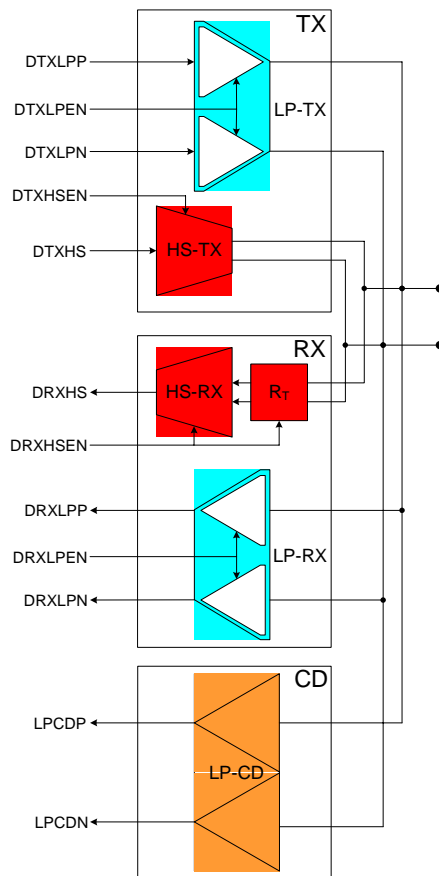 TX
DTXLPP
DTXLPEN
LP-TX
DTXLPN
DTXHSEN
HS-TX
DTXHS
RX
HS-RX
RT
DRXHS
DRXHSEN
DRXLPP
DRXLPEN
LP-RX
DRXLPN
CD
LPCDP
LP-CD
LPCDN